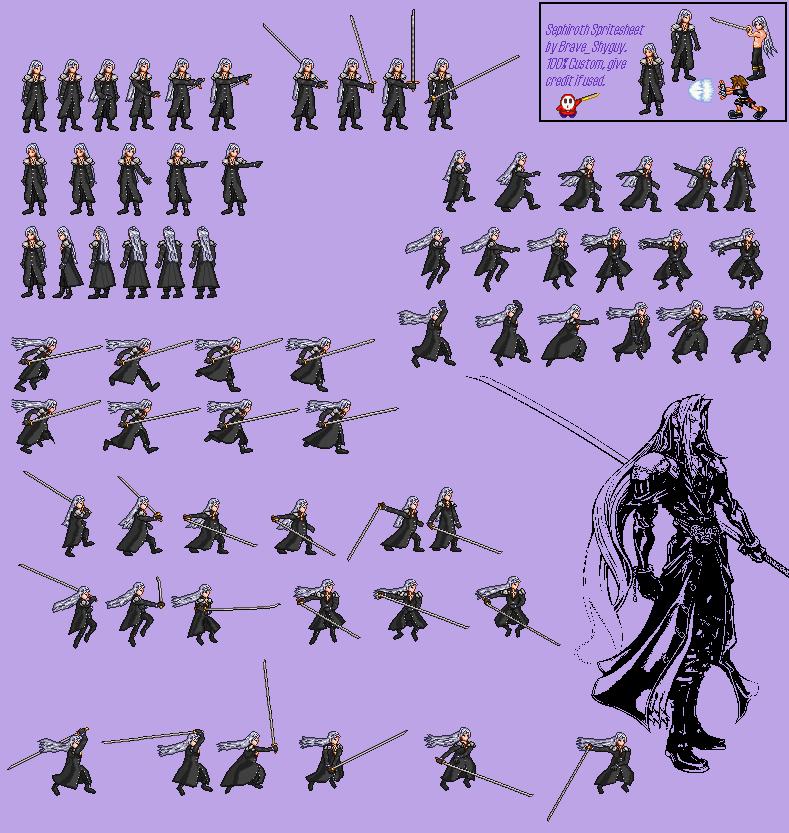 Sephiroth Spritesheet
by Brave_Shyguy.
100% Custom, give
credit if used.